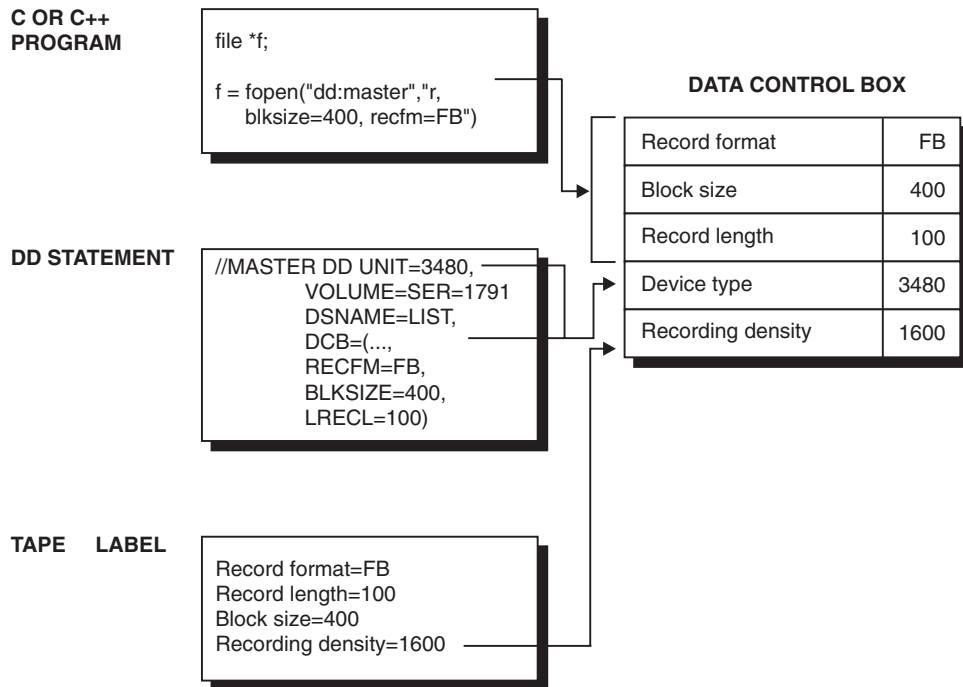 C OR C++
PROGRAM
file *f;
f = fopen("dd:master","r,
blksize=400, recfm=FB")
DATA CONTROL BOX
Record format FB
Block size 400
Record length 100
Device type 3480
Recording density 1600
DD STATEMENT
//MASTER DD UNIT=3480,
VOLUME=SER=1791
DSNAME=LIST,
DCB=(...,
RECFM=FB,
BLKSIZE=400,
LRECL=100)
TAPE LABEL
Record format=FB
Record length=100
Block size=400
Recording density=1600